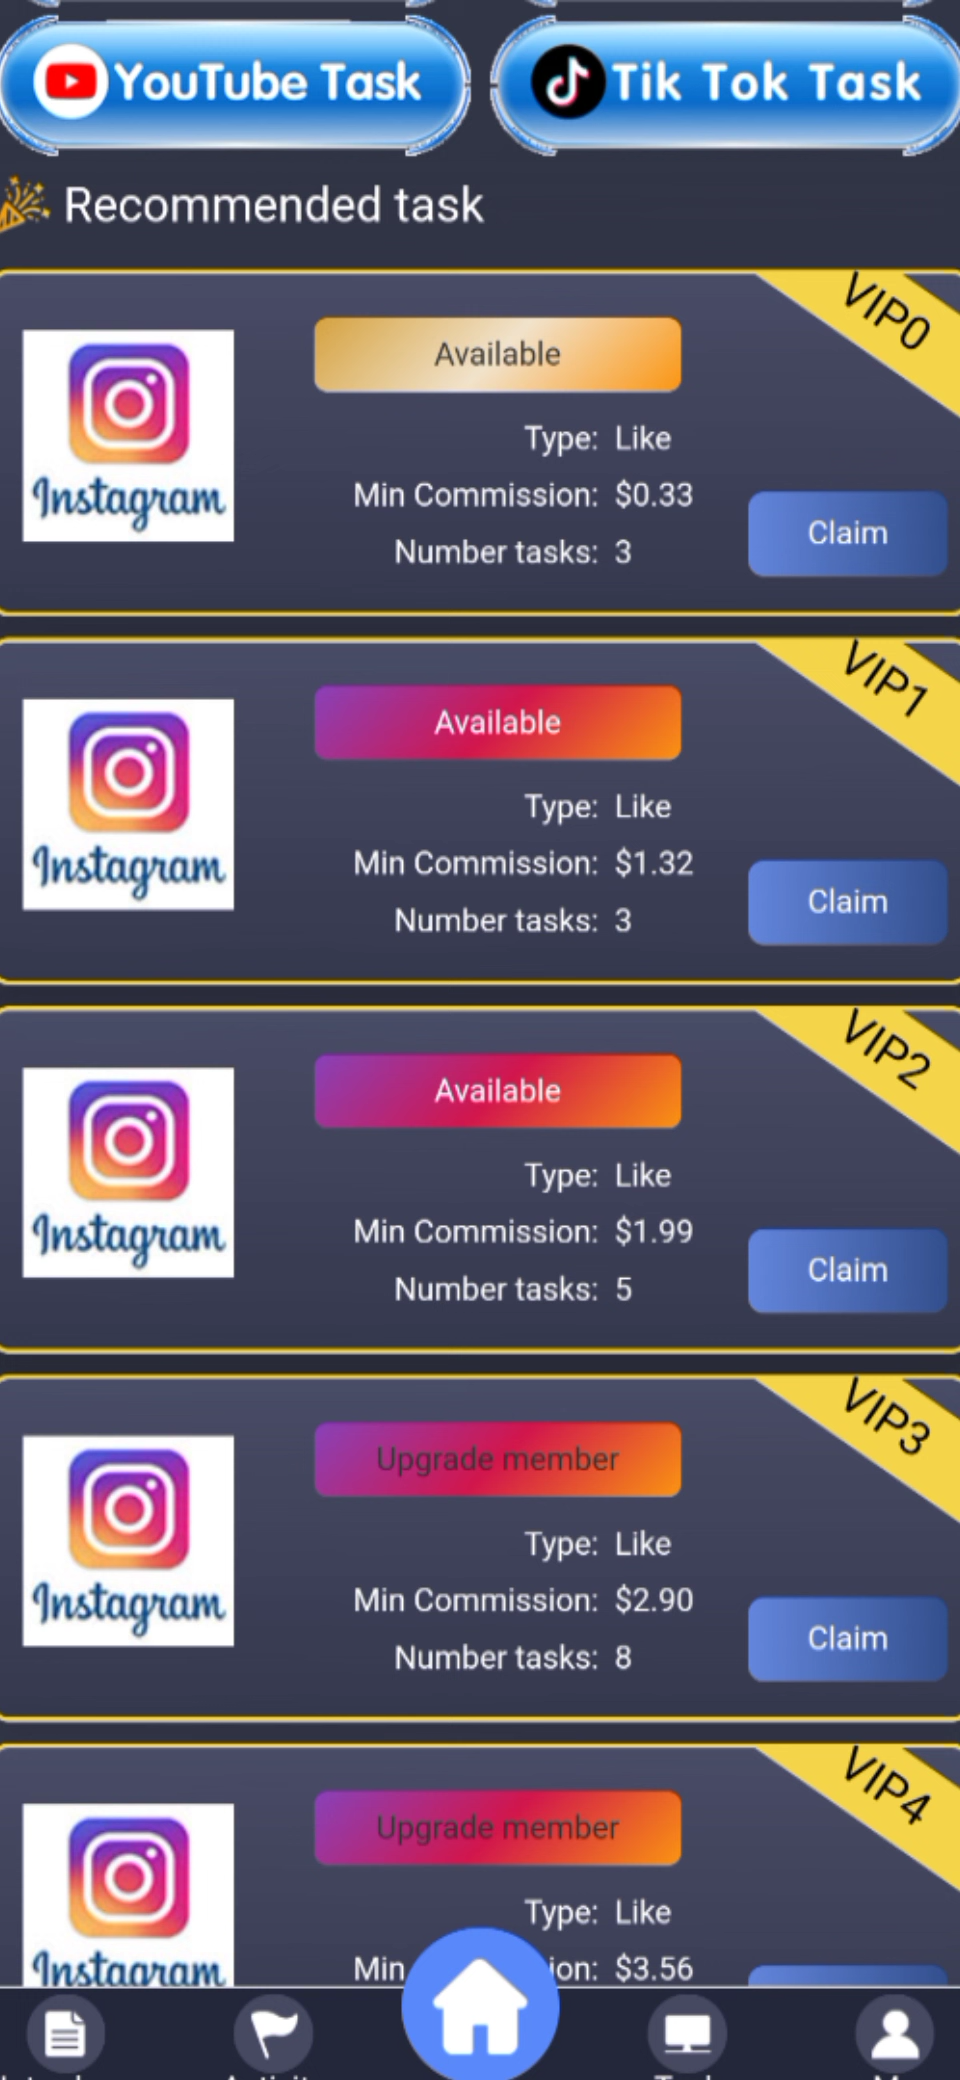 YouTube Task
Tik Tok Task
Recommended task
VIP0
Available
Type: Like
Min Commission: $0.33
Number tasks: 3
Claim
Instagram
VIP1
Available
Type: Like
Min Commission: $1.32
Number tasks: 3
Claim
Instagram
VIP2
Available
Type: Like
Min Commission: $1.99
Number tasks: 5
Claim
Instagram
VIP3
Upgrade member
Type: Like
Min Commission: $2.90
Number tasks: 8
Claim
Instagram
VIP4
Upgrade member
Type: Like
Min ion: $3.56
Instagram